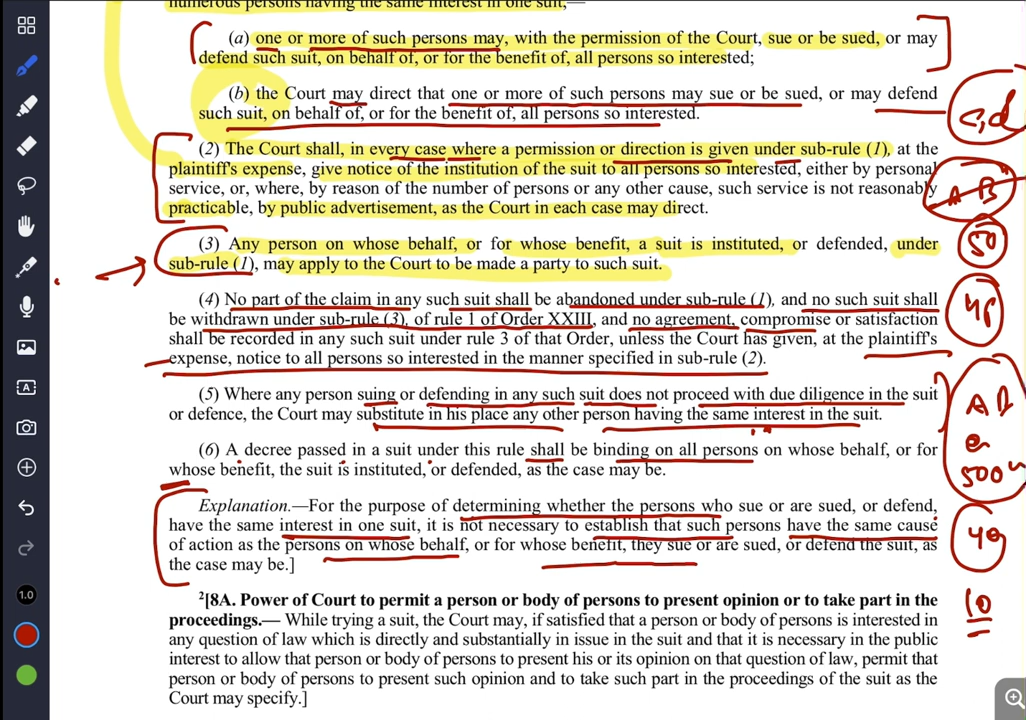 numerous persons having the same interest in one suit,—
(a) one or more of such persons may, with the permission of the Court, sue or be sued, or may
defend such suit, on behalf of, or for the benefit of, all persons so interested;
(b) the Court may direct that one or more of such persons may sue or be sued, or may defend
such suit, on behalf of, or for the benefit of, all persons so interested.
c,d
(2) The Court shall, in every case where a permission or direction is given under sub-rule (1), at the
plaintiff's expense, give notice of the institution of the suit to all persons so interested, either by personal
service, or, where, by reason of the number of persons or any other cause, such service is not reasonably
practicable, by public advertisement, as the Court in each case may direct.
A B
(3) Any person on whose behalf, or for whose benefit, a suit is instituted, or defended, under
sub-rule (1), may apply to the Court to be made a party to such suit.
50
(4) No part of the claim in any such suit shall be abandoned under sub-rule (1), and no such suit shall
be withdrawn under sub-rule (3), of rule 1 of Order XXIII, and no agreement, compromise or satisfaction
shall be recorded in any such suit under rule 3 of that Order, unless the Court has given, at the plaintiff's
expense, notice to all persons so interested in the manner specified in sub-rule (2).
(5) Where any person suing or defending in any such suit does not proceed with due diligence in the suit
or defence, the Court may substitute in his place any other person having the same interest in the suit.
(6) A decree passed in a suit under this rule shall be binding on all persons on whose behalf, or for
whose benefit, the suit is instituted, or defended, as the case may be.
Explanation.—For the purpose of determining whether the persons who sue or are sued, or defend,
have the same interest in one suit, it is not necessary to establish that such persons have the same cause
of action as the persons on whose behalf, or for whose benefit, they sue or are sued, or defend the suit, as
the case may be.]
49
2[8A. Power of Court to permit a person or body of persons to present opinion or to take part in the
proceedings.— While trying a suit, the Court may, if satisfied that a person or body of persons is interested in
any question of law which is directly and substantially in issue in the suit and that it is necessary in the public
interest to allow that person or body of persons to present his or its opinion on that question of law, permit that
person or body of persons to present such opinion and to take such part in the proceedings of the suit as the
Court may specify.]
10
1.0